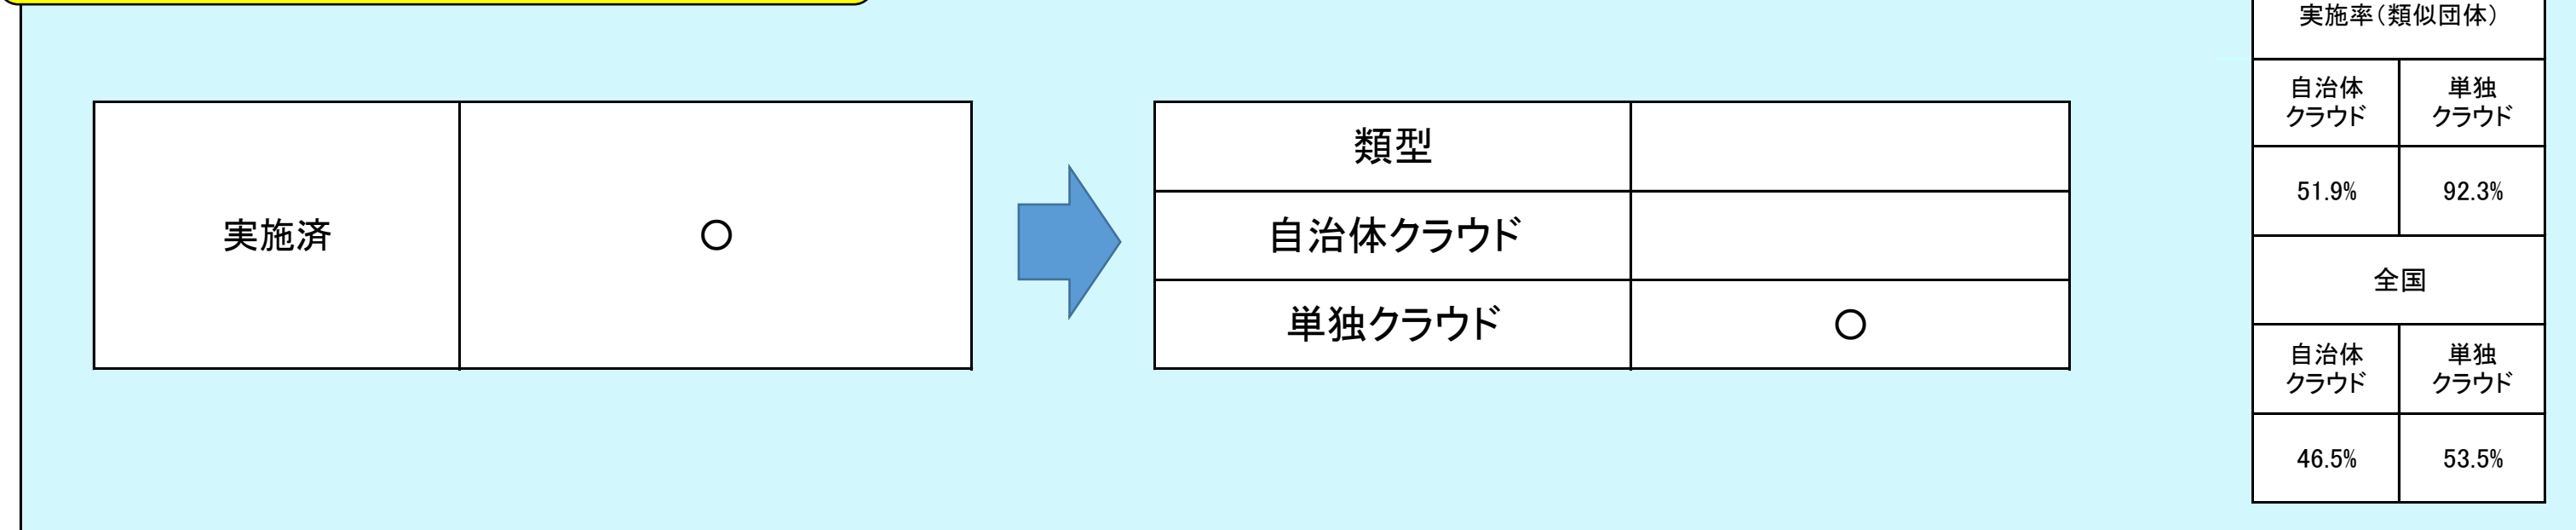 実施済
○
類型
自治体クラウド
単独クラウド
○
実施率(類似団体)
自治体
クラウド
単独
クラウド
51.9%
92.3%
全国
自治体
クラウド
単独
クラウド
46.5%
53.5%